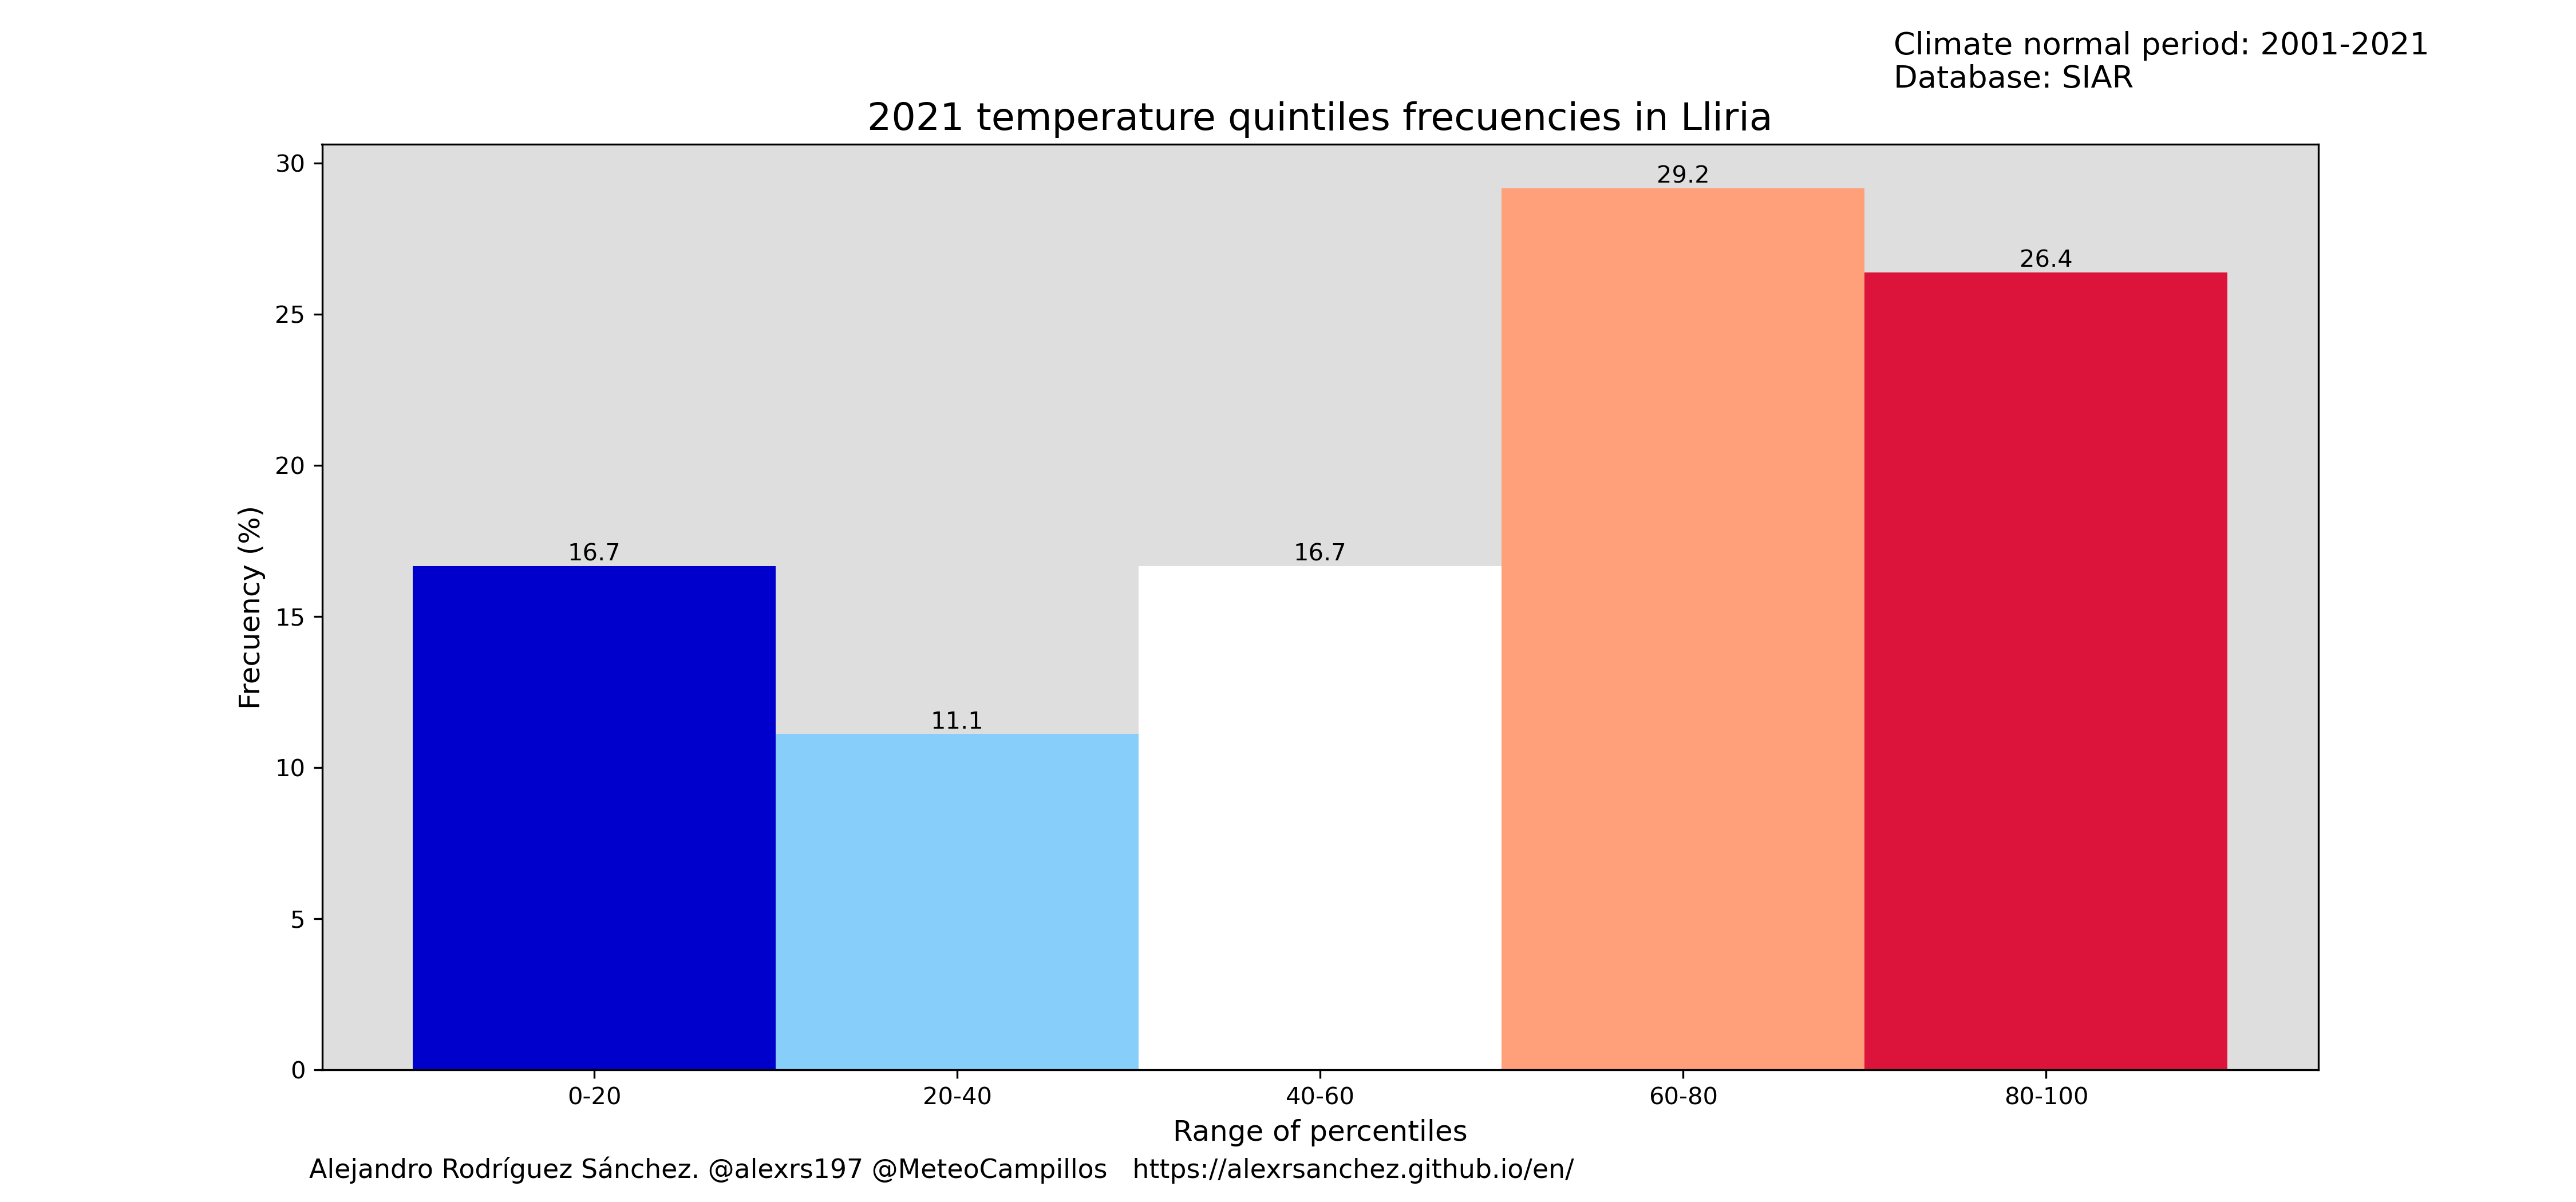 Climate normal period: 2001-2021
Database: SIAR
2021 temperature quintiles frecuencies in Lliria
30
25
20
15
10
5
0
Frecuency (%)
16.7
11.1
16.7
29.2
26.4
0-20
20-40
40-60
60-80
80-100
Range of percentiles
Alejandro Rodríguez Sánchez. @alexrs197 @MeteoCampillos   https://alexrsanchez.github.io/en/